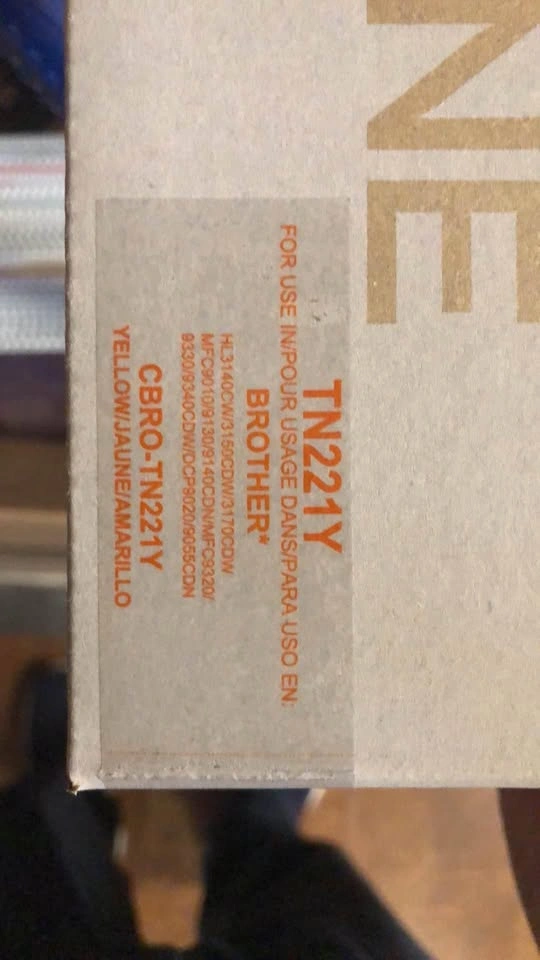 NE
TN221Y
FOR USE IN/POUR USAGE DANS/PARA USO EN:
BROTHER*
HL3140CW/3150CDW/3170CDW
MFC9010/9130/9140CDN/MFC9320/
9330/9340CDW/DCP9020/9055CDN
CBRO-TN221Y
YELLOW/JAUNE/AMARILLO